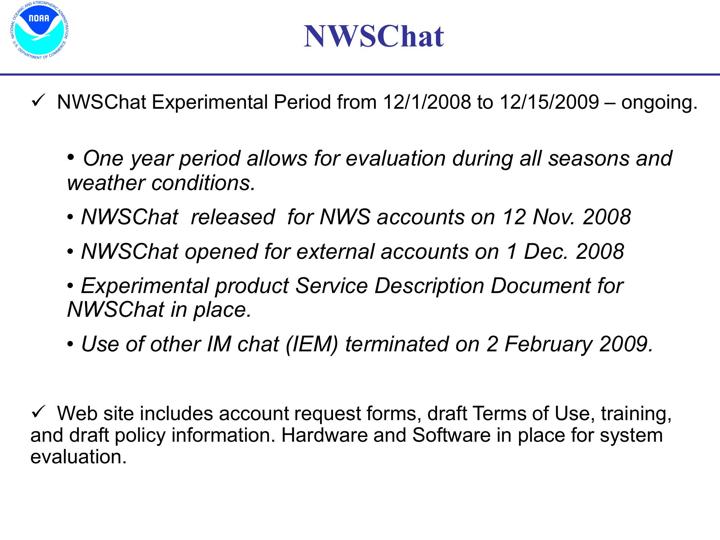 NOAA
NWSChat
✓ NWSChat Experimental Period from 12/1/2008 to 12/15/2009 – ongoing.
• One year period allows for evaluation during all seasons and
weather conditions.
• NWSChat released for NWS accounts on 12 Nov. 2008
• NWSChat opened for external accounts on 1 Dec. 2008
• Experimental product Service Description Document for
NWSChat in place.
• Use of other IM chat (IEM) terminated on 2 February 2009.
✓ Web site includes account request forms, draft Terms of Use, training,
and draft policy information. Hardware and Software in place for system
evaluation.